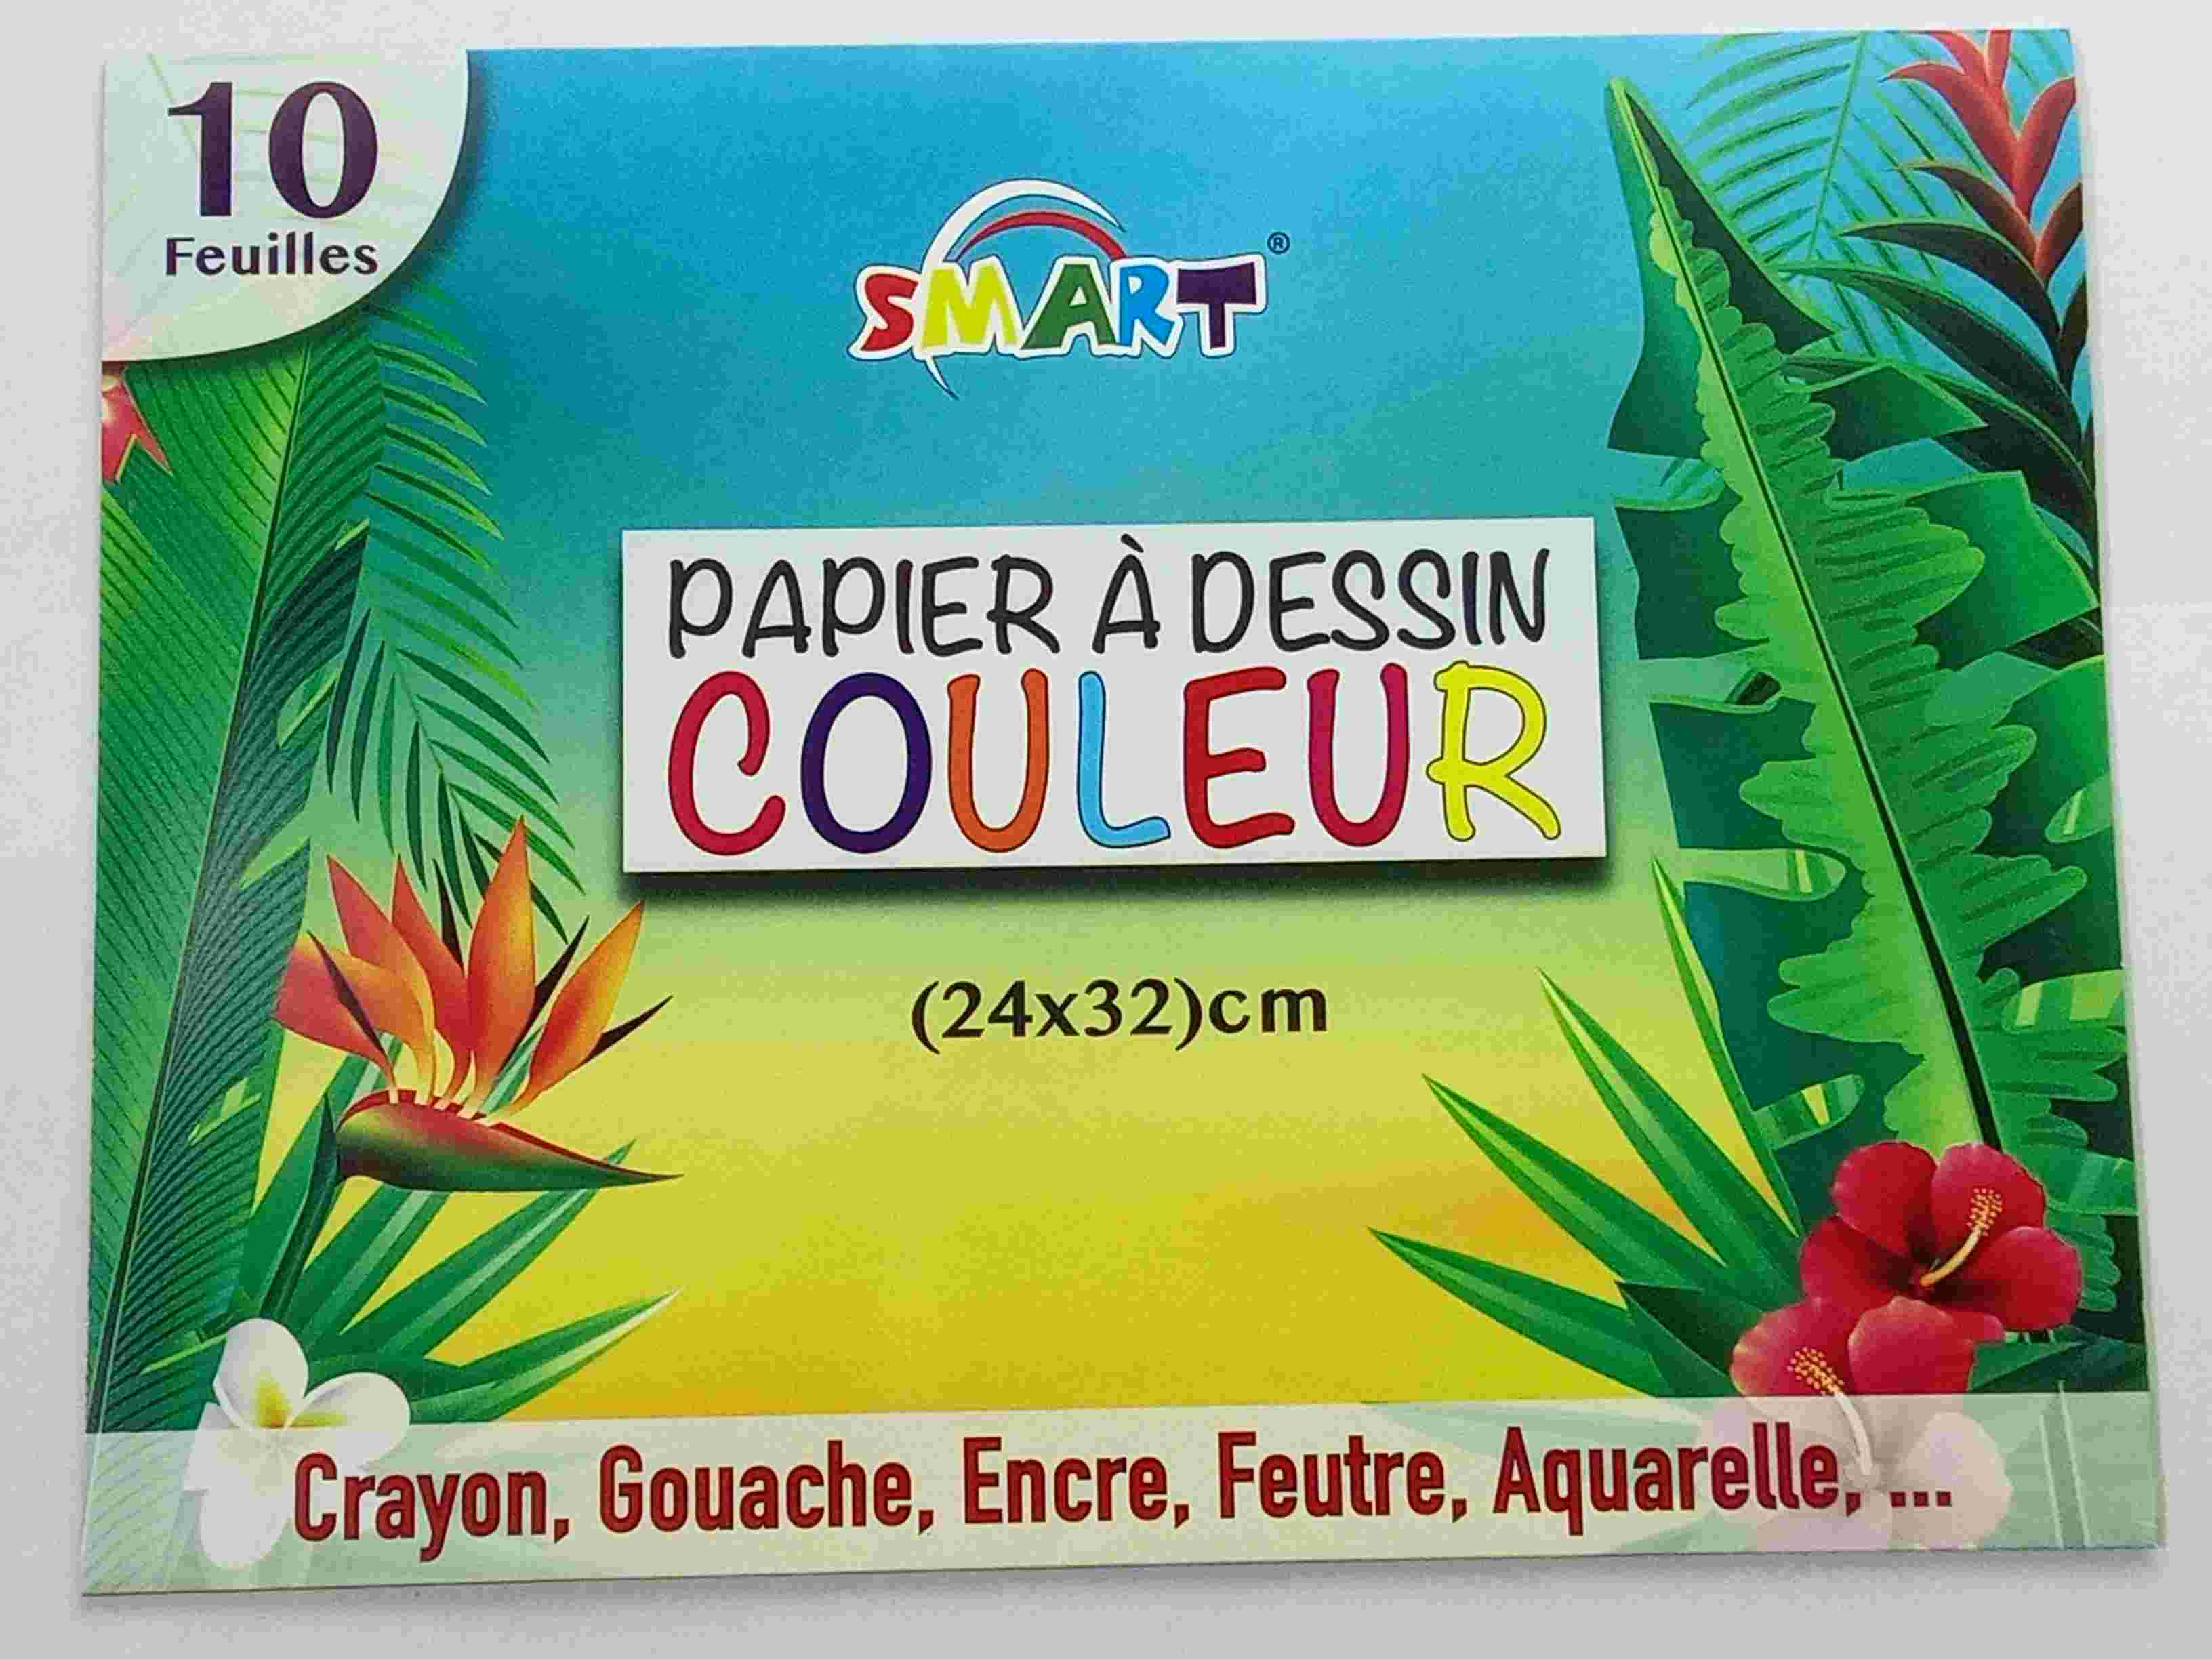 10
Feuilles
SMART®
PAPIER À DESSIN
COULEUR
(24x32)cm
Crayon, Gouache, Encre, Feutre, Aquarelle, ...